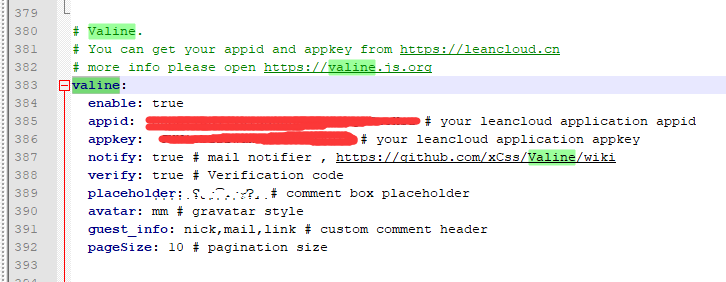 379
380 # Valine.
381 # You can get your appid and appkey from https://leancloud.cn
382 # more info please open https://valine.js.org
383 valine:
384 enable: true
385 appid: # your leancloud application appid
386 appkey: # your leancloud application appkey
387 notify: true # mail notifier , https://github.com/xCss/Valine/wiki
388 verify: true # Verification code
389 placeholder: # comment box placeholder
390 avatar: mm # gravatar style
391 guest_info: nick,mail,link # custom comment header
392 pageSize: 10 # pagination size
393